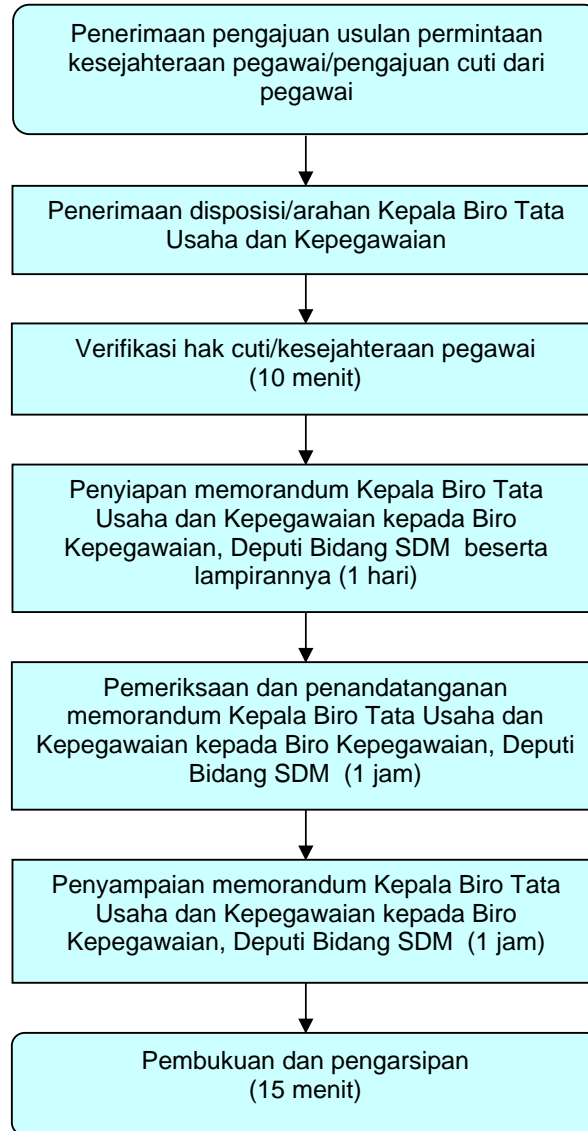 Penerimaan pengajuan usulan permintaan
kesejahteraan pegawai/pengajuan cuti dari
pegawai
Penerimaan disposisi/arahan Kepala Biro Tata
Usaha dan Kepegawaian
Verifikasi hak cuti/kesejahteraan pegawai
(10 menit)
Penyiapan memorandum Kepala Biro Tata
Usaha dan Kepegawaian kepada Biro
Kepegawaian, Deputi Bidang SDM  beserta
lampirannya (1 hari)
Pemeriksaan dan penandatanganan
memorandum Kepala Biro Tata Usaha dan
Kepegawaian kepada Biro Kepegawaian, Deputi
Bidang SDM  (1 jam)
Penyampaian memorandum Kepala Biro Tata
Usaha dan Kepegawaian kepada Biro
Kepegawaian, Deputi Bidang SDM  (1 jam)
Pembukuan dan pengarsipan
(15 menit)